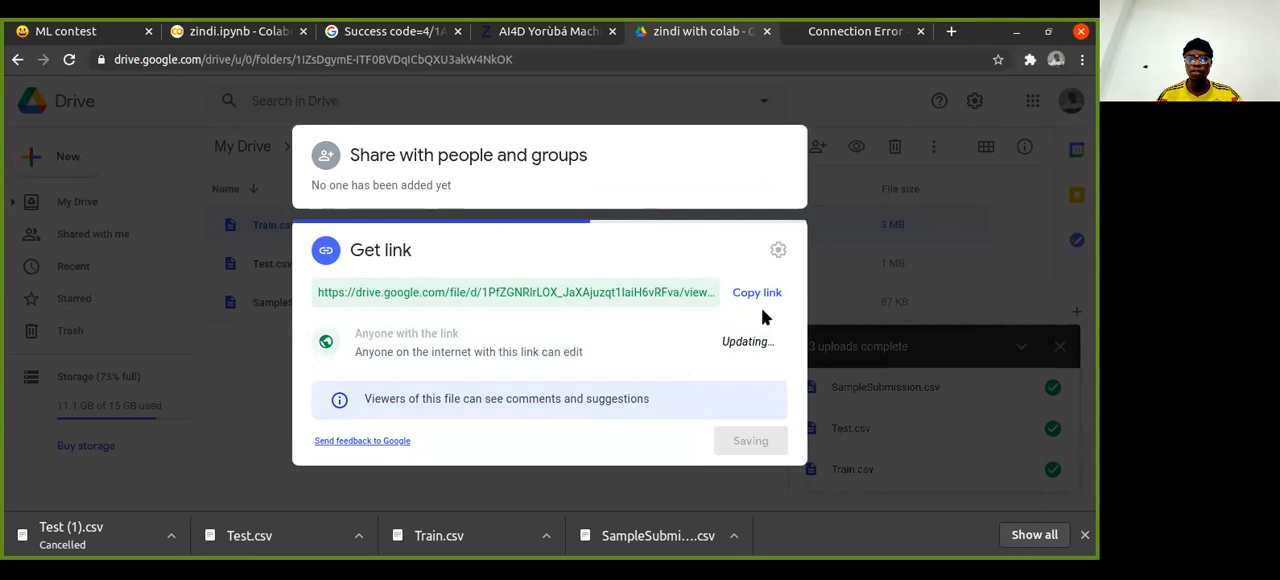 ML contest
zindi.ipynb - Colab
Success code=4/1A
AI4D Yorùbá Mach
zindi with colab - G
Connection Error -
drive.google.com/drive/u/0/folders/1IZsDgymE-ITF0BVDqICbQXU3akW4NkOK
Drive
Search in Drive
New
My Drive
Name
File size
My Drive
Shared with me
Recent
Starred
Trash
Storage (73% full)
11.1 GB of 15 GB used
Buy storage
Train.cs
3 MB
Test.csv
1 MB
SampleS
87 KB
Share with people and groups
No one has been added yet
Get link
https://drive.google.com/file/d/1PfZGNRIrLOX_JaXAjuzqt1IaiH6vRFva/view...
Copy link
Anyone with the link
Anyone on the internet with this link can edit
Updating...
Viewers of this file can see comments and suggestions
Send feedback to Google
Saving
3 uploads complete
SampleSubmission.csv
Test.csv
Train.csv
Test (1).csv
Cancelled
Test.csv
Train.csv
SampleSubmi....csv
Show all